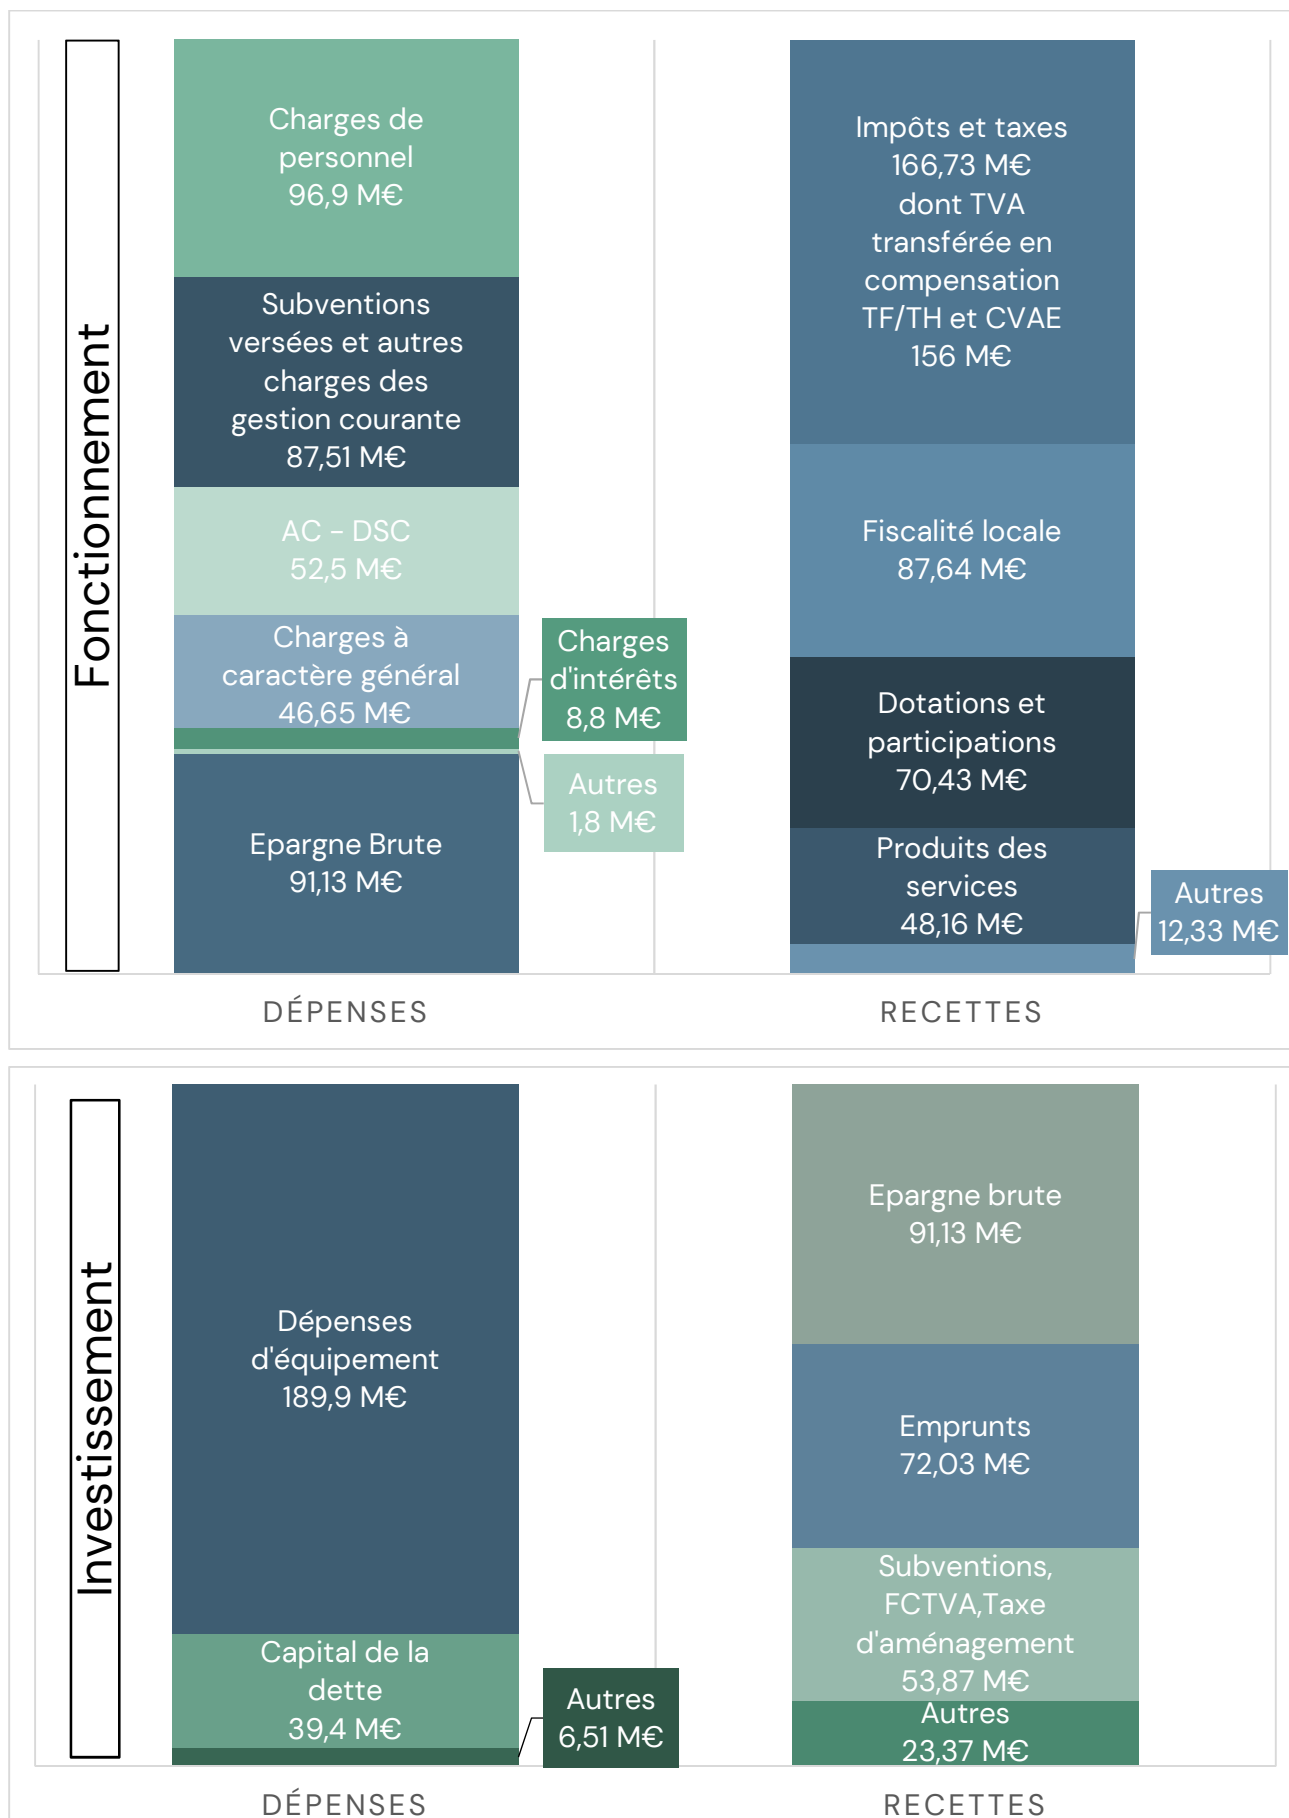 Fonctionnement
Charges de
personnel
96,9 M€
Subventions
versées et autres
charges des
gestion courante
87,51 M€
AC - DSC
52,5 M€
Charges à
caractère général
46,65 M€
Charges
d'intérêts
8,8 M€
Autres
1,8 M€
Epargne Brute
91,13 M€
DÉPENSES
Impôts et taxes
166,73 M€
dont TVA
transférée en
compensation
TF/TH et CVAE
156 M€
Fiscalité locale
87,64 M€
Dotations et
participations
70,43 M€
Produits des
services
48,16 M€
Autres
12,33 M€
RECETTES
Investissement
Dépenses
d'équipement
189,9 M€
Capital de la
dette
39,4 M€
Autres
6,51 M€
DÉPENSES
Epargne brute
91,13 M€
Emprunts
72,03 M€
Subventions,
FCTVA,Taxe
d'aménagement
53,87 M€
Autres
23,37 M€
RECETTES